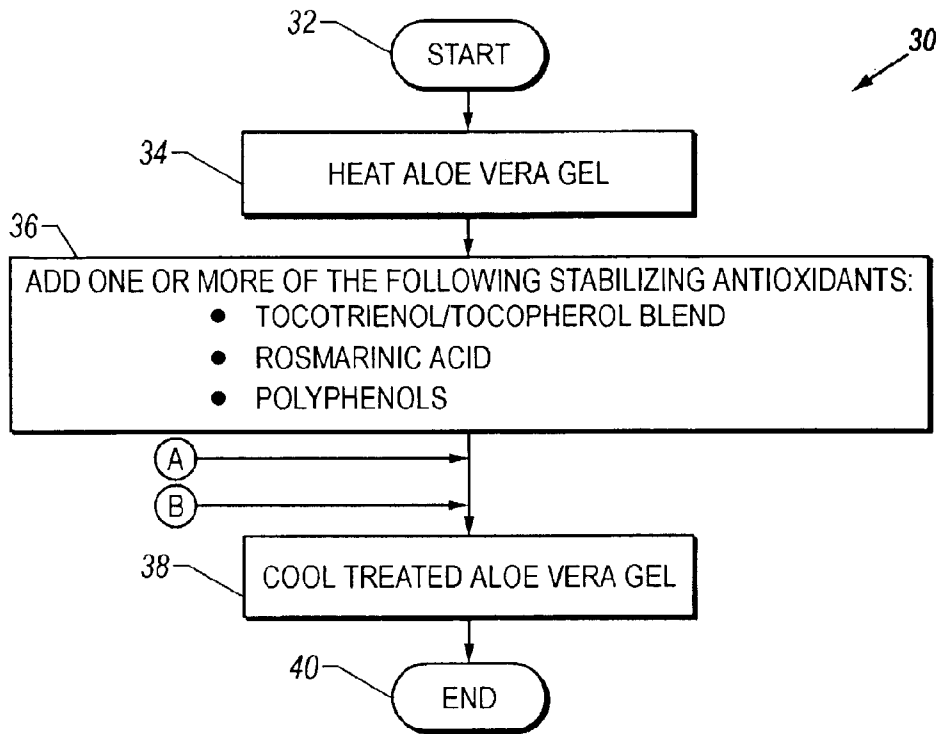 32
START
30
34
HEAT ALOE VERA GEL
36
ADD ONE OR MORE OF THE FOLLOWING STABILIZING ANTIOXIDANTS:
● TOCOTRIENOL/TOCOPHEROL BLEND
● ROSMARINIC ACID
● POLYPHENOLS
A
B
38
COOL TREATED ALOE VERA GEL
40
END